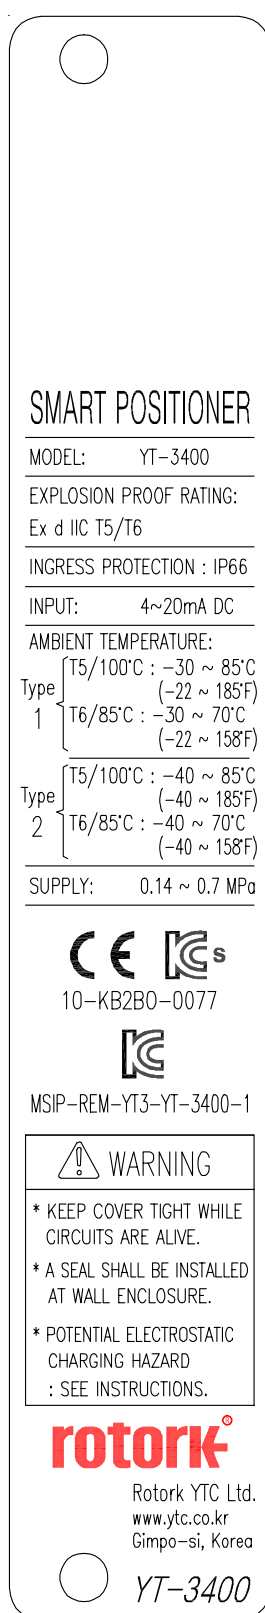 SMART POSITIONER
MODEL: YT-3400
EXPLOSION PROOF RATING:
Ex d IIC T5/T6
INGRESS PROTECTION : IP66
INPUT: 4~20mA DC
AMBIENT TEMPERATURE:
Type 1
T5/100°C : -30 ~ 85°C
(-22 ~ 185°F)
T6/85°C : -30 ~ 70°C
(-22 ~ 158°F)
Type 2
T5/100°C : -40 ~ 85°C
(-40 ~ 185°F)
T6/85°C : -40 ~ 70°C
(-40 ~ 158°F)
SUPPLY: 0.14 ~ 0.7 MPa
CE KCs
10-KB2BO-0077
KC
MSIP-REM-YT3-YT-3400-1
WARNING
* KEEP COVER TIGHT WHILE
CIRCUITS ARE ALIVE.
* A SEAL SHALL BE INSTALLED
AT WALL ENCLOSURE.
* POTENTIAL ELECTROSTATIC
CHARGING HAZARD
: SEE INSTRUCTIONS.
rotork®
Rotork YTC Ltd.
www.ytc.co.kr
Gimpo-si, Korea
YT-3400